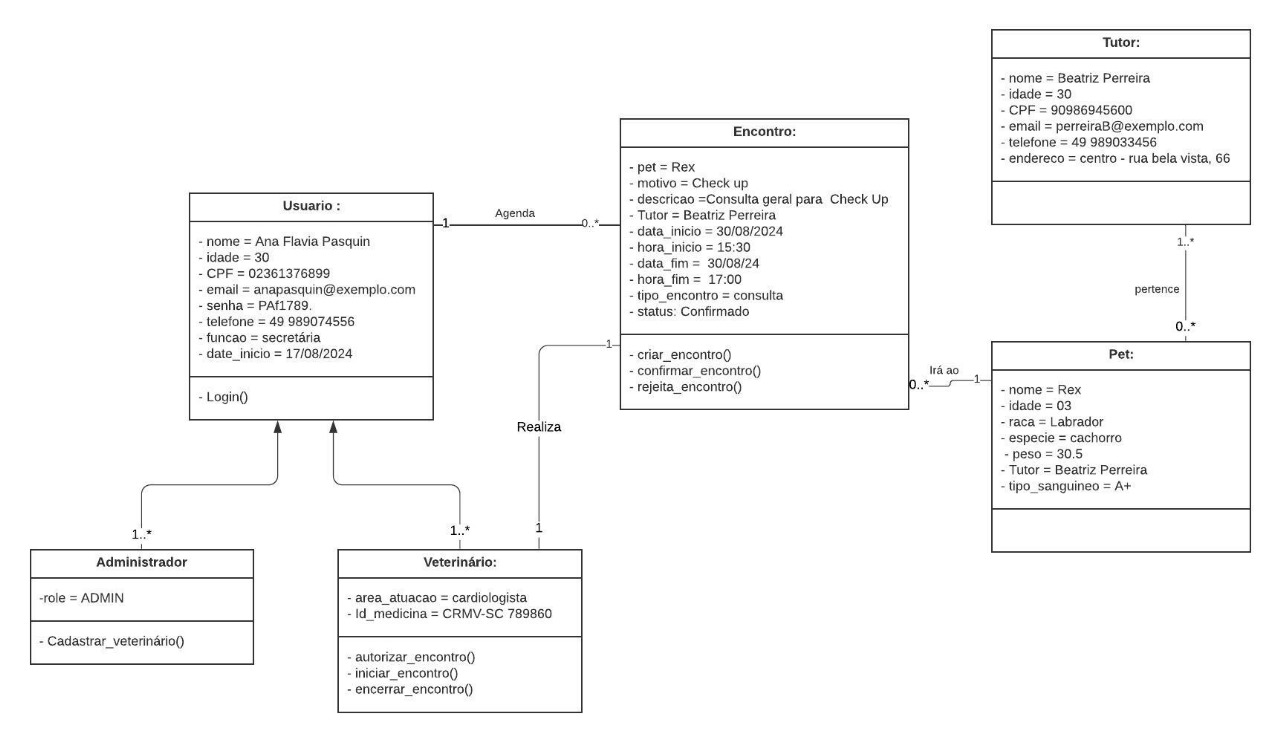 Tutor:
- nome = Beatriz Perreira
- idade = 30
- CPF = 90986945600
- email = perreiraB@exemplo.com
- telefone = 49 989033456
- endereco = centro - rua bela vista, 66
Encontro:
- pet = Rex
- motivo = Check up
- descricao =Consulta geral para  Check Up
- Tutor = Beatriz Perreira
- data_inicio = 30/08/2024
- hora_inicio = 15:30
- data_fim =  30/08/24
- hora_fim =  17:00
- tipo_encontro = consulta
- status: Confirmado
- criar_encontro()
- confirmar_encontro()
- rejeita_encontro()
Usuario :
- nome = Ana Flavia Pasquin
- idade = 30
- CPF = 02361376899
- email = anapasquin@exemplo.com
- senha = PAf1789.
- telefone = 49 989074556
- funcao = secretária
- date_inicio = 17/08/2024
- Login()
1
Agenda
0..*
1..*
pertence
0..*
Pet:
- nome = Rex
- idade = 03
- raca = Labrador
- especie = cachorro
- peso = 30.5
- Tutor = Beatriz Perreira
- tipo_sanguineo = A+
0..*
Irá ao
1
1
Realiza
1
1..*
1..*
Administrador
-role = ADMIN
- Cadastrar_veterinário()
Veterinário:
- area_atuacao = cardiologista
- Id_medicina = CRMV-SC 789860
- autorizar_encontro()
- iniciar_encontro()
- encerrar_encontro()